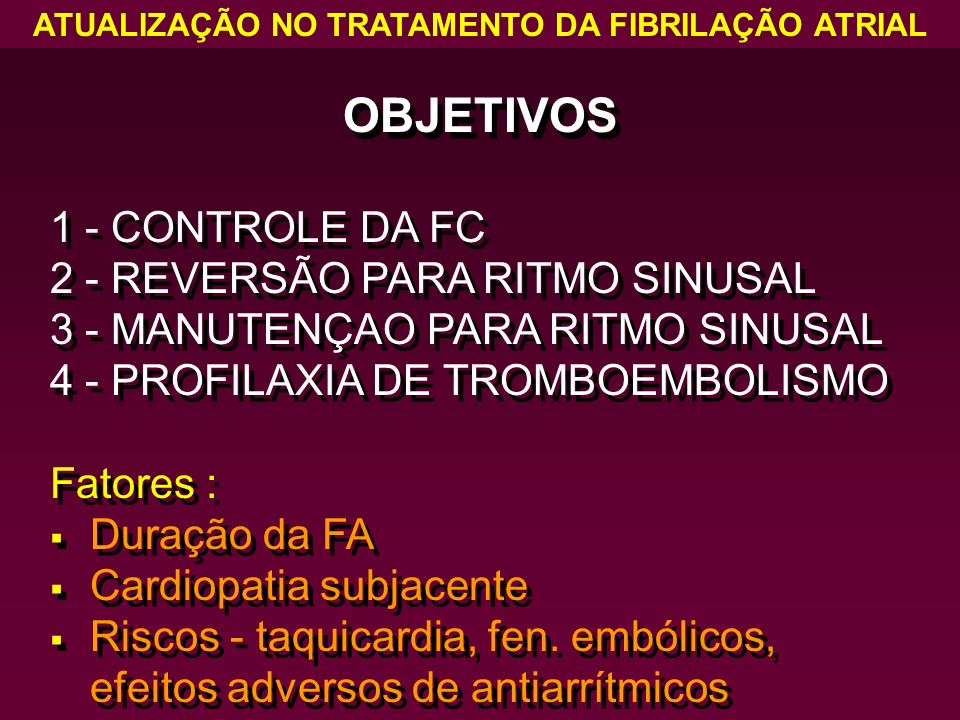 ATUALIZAÇÃO NO TRATAMENTO DA FIBRILAÇÃO ATRIAL
OBJETIVOS
1 - CONTROLE DA FC
2 - REVERSÃO PARA RITMO SINUSAL
3 - MANUTENÇAO PARA RITMO SINUSAL
4 - PROFILAXIA DE TROMBOEMBOLISMO
Fatores :
▪ Duração da FA
▪ Cardiopatia subjacente
▪ Riscos - taquicardia, fen. embólicos,
efeitos adversos de antiarrítmicos